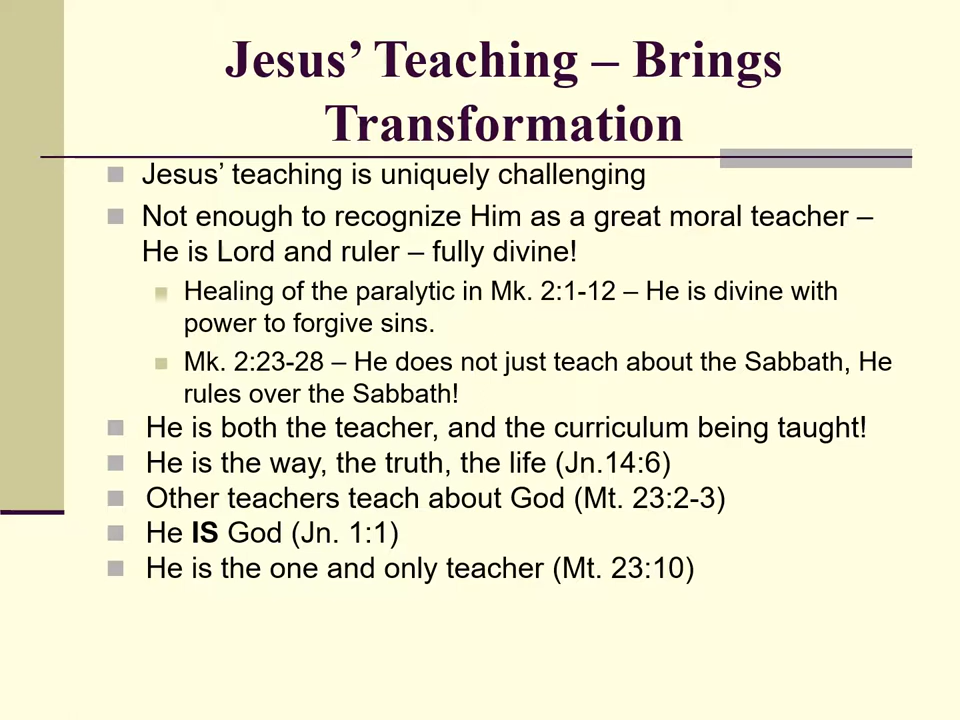 Jesus’ Teaching – Brings
Transformation
Jesus’ teaching is uniquely challenging
Not enough to recognize Him as a great moral teacher –
He is Lord and ruler – fully divine!
Healing of the paralytic in Mk. 2:1-12 – He is divine with
power to forgive sins.
Mk. 2:23-28 – He does not just teach about the Sabbath, He
rules over the Sabbath!
He is both the teacher, and the curriculum being taught!
He is the way, the truth, the life (Jn.14:6)
Other teachers teach about God (Mt. 23:2-3)
He IS God (Jn. 1:1)
He is the one and only teacher (Mt. 23:10)